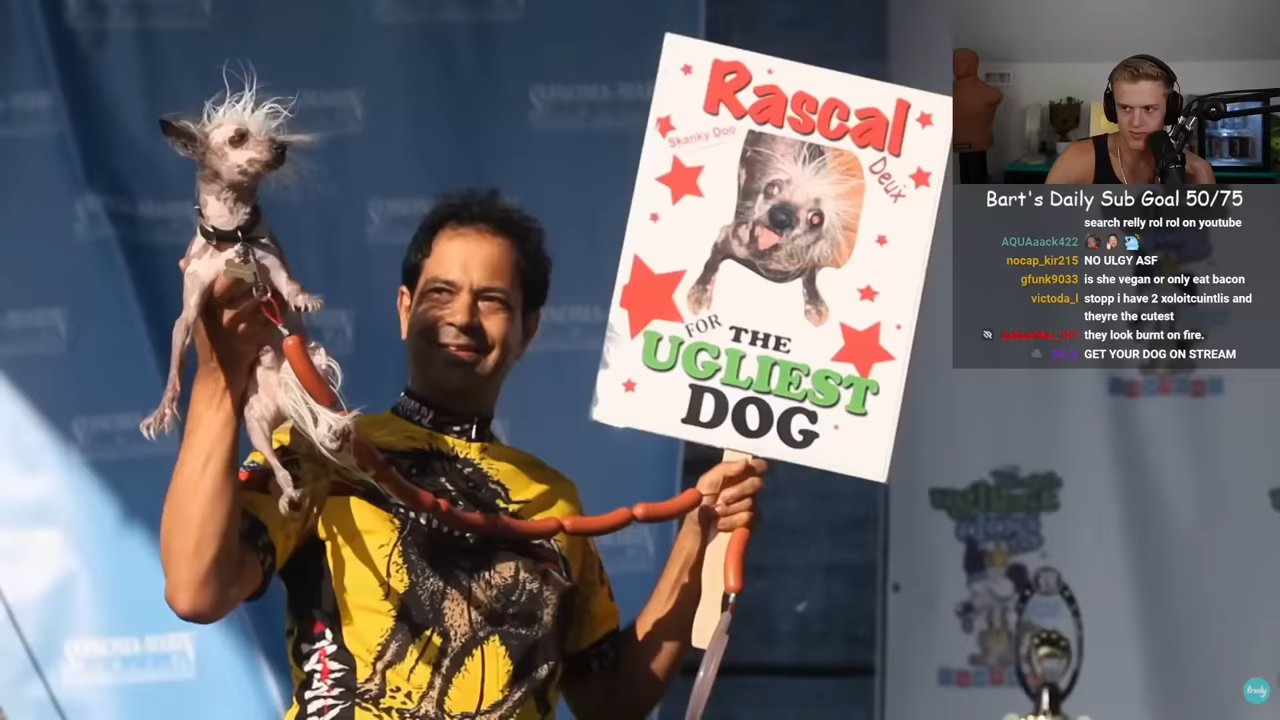 Rascal
Skanky Doo
Deux
FOR THE
UGLIEST
DOG
Bart's Daily Sub Goal 50/75
search relly rol rol on youtube
AQUAaack422
nocap_kir215 NO ULGY ASF
gfunk9033 is she vegan or only eat bacon
victoda_l stopp i have 2 xoloitcuintlis and
theyre the cutest
they look burnt on fire.
GET YOUR DOG ON STREAM
truly